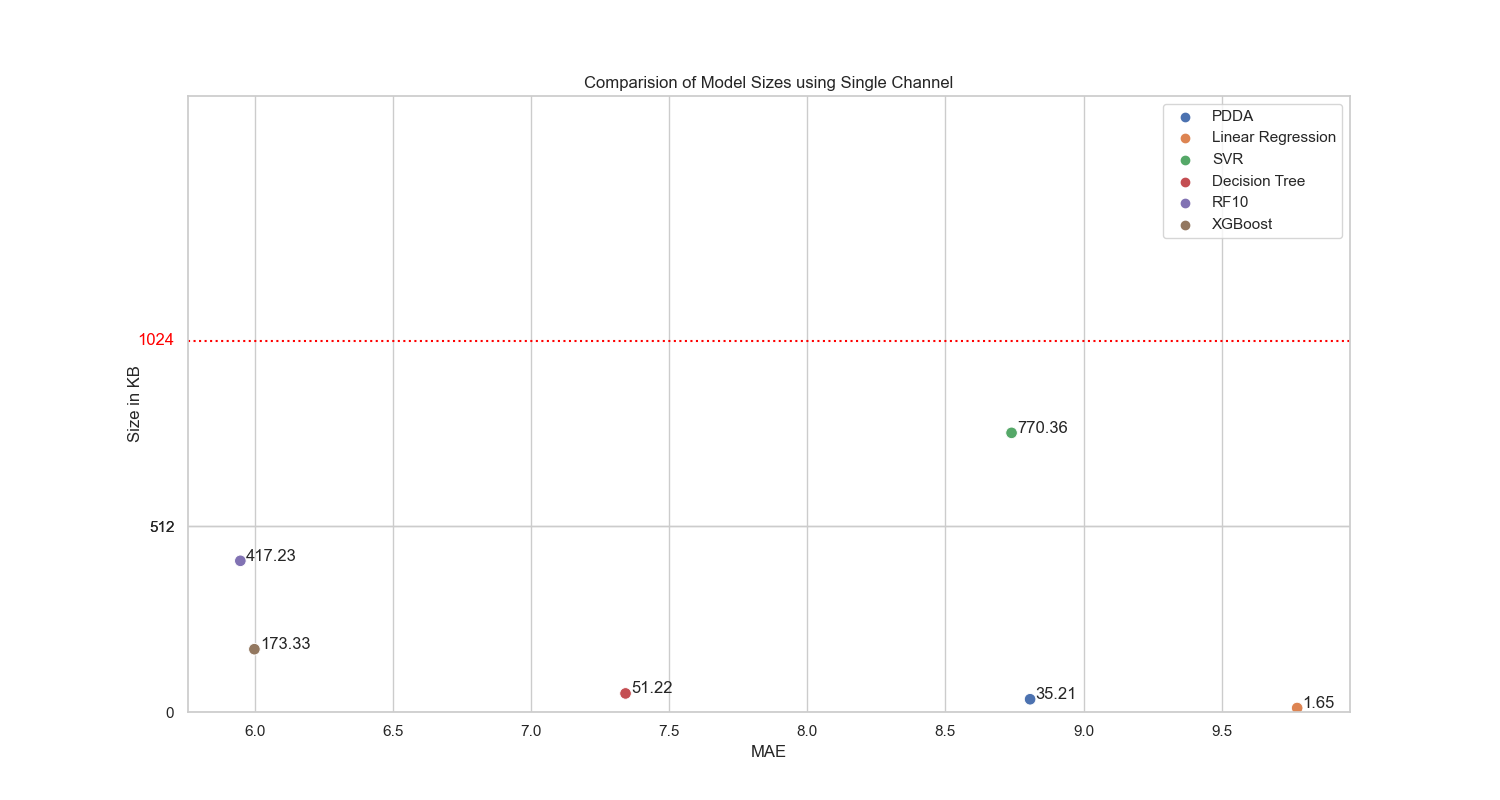 Comparision of Model Sizes using Single Channel
PDDA
Linear Regression
SVR
Decision Tree
RF10
XGBoost
1024
Size in KB
770.36
512
417.23
173.33
51.22
35.21
1.65
0
6.0 6.5 7.0 7.5 8.0 8.5 9.0 9.5
MAE